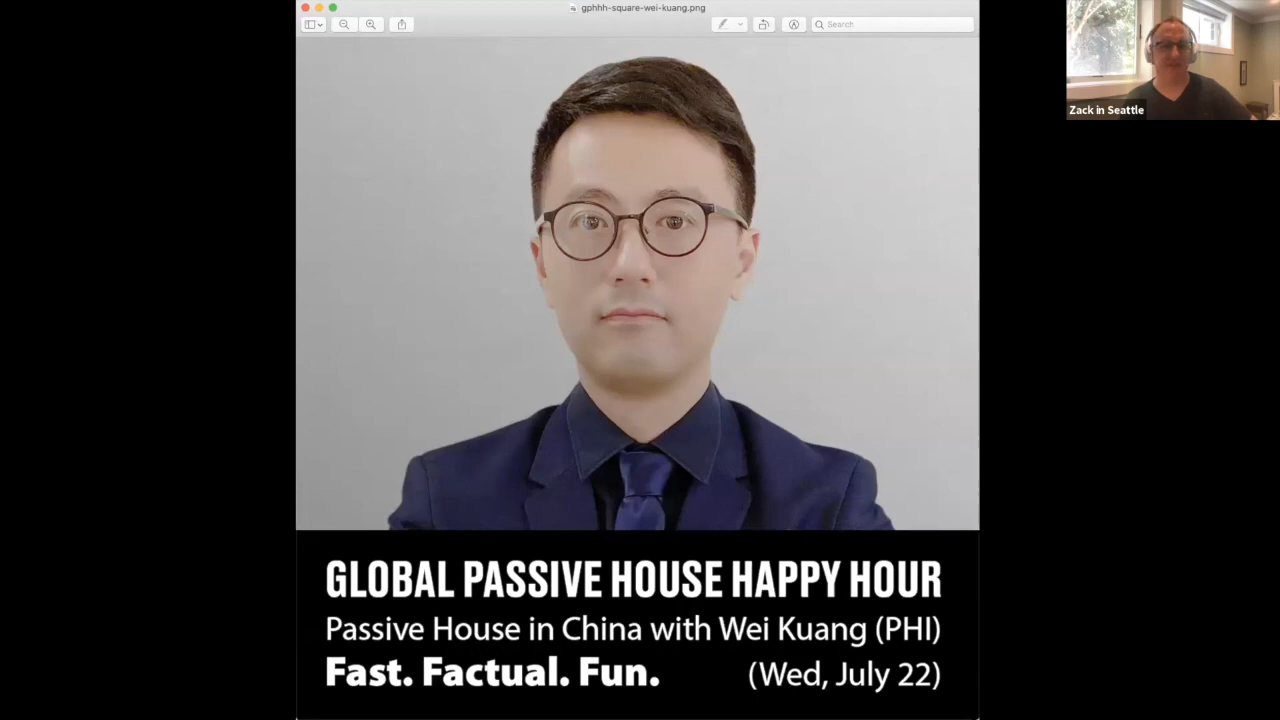 gphhh-square-wei-kuang.png
Search
Zack in Seattle
GLOBAL PASSIVE HOUSE HAPPY HOUR
Passive House in China with Wei Kuang (PHI)
Fast. Factual. Fun. (Wed, July 22)